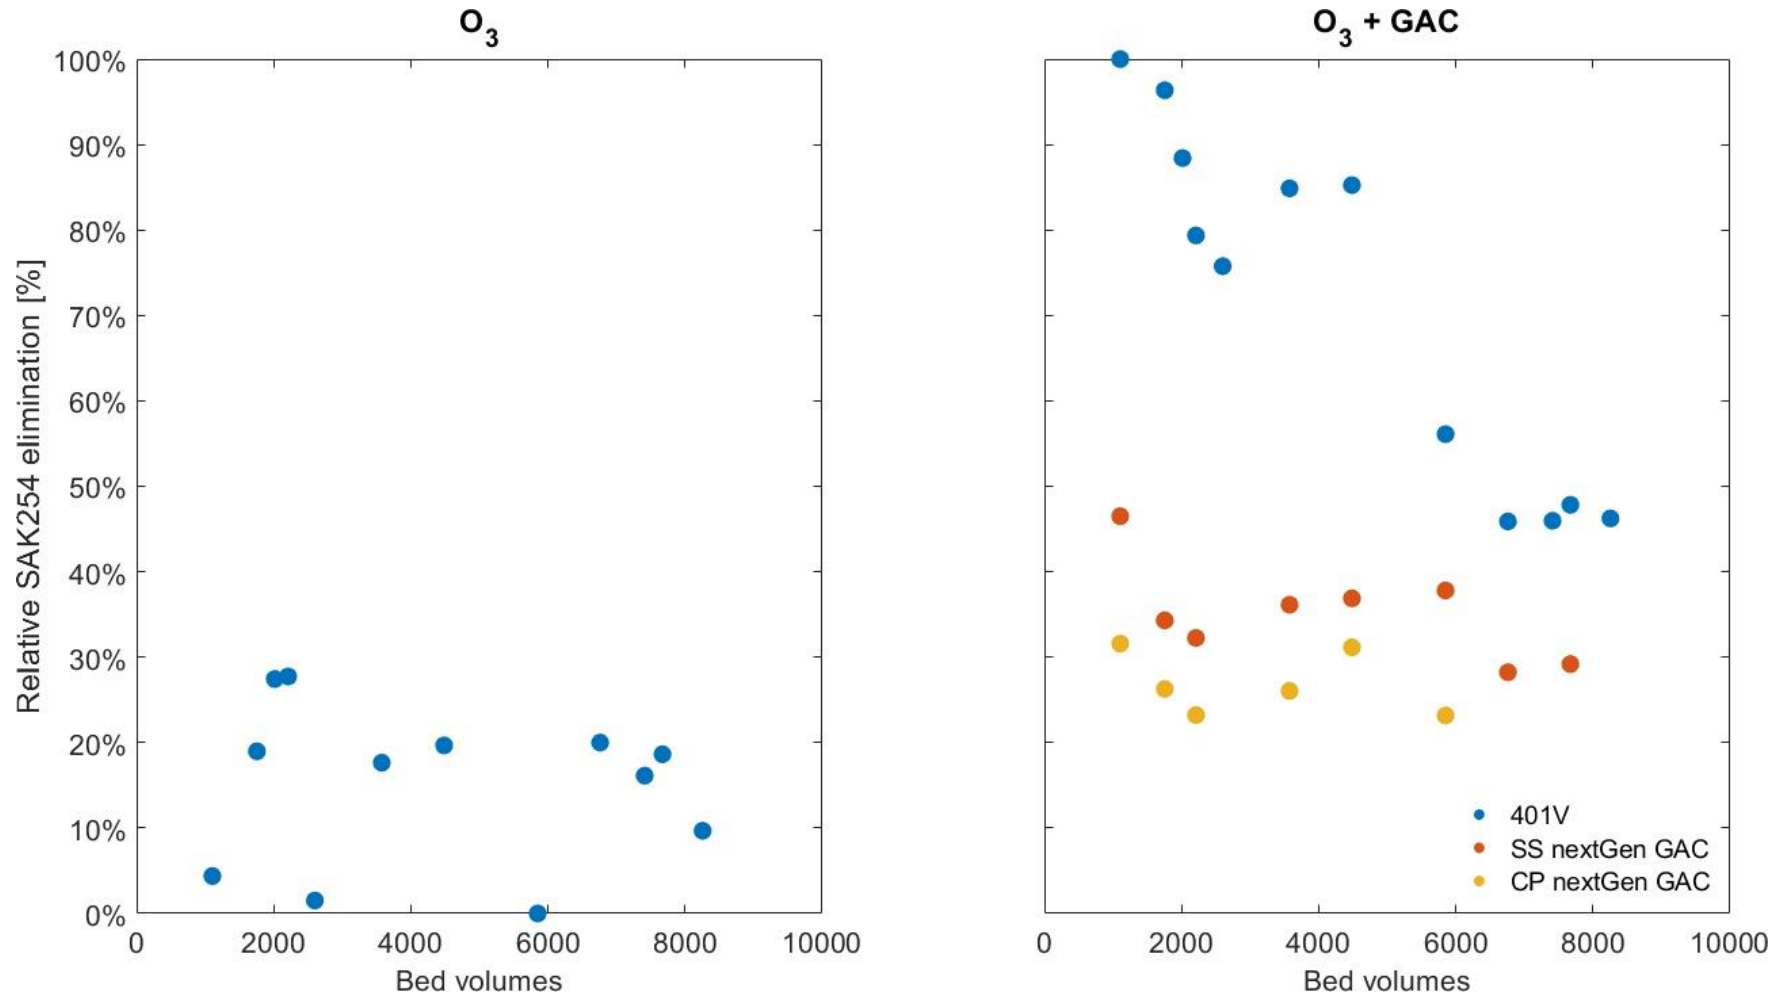 O3
O3 + GAC
Relative SAK254 elimination [%]
100%
90%
80%
70%
60%
50%
40%
30%
20%
10%
0%
0 2000 4000 6000 8000 10000
Bed volumes
401V
SS nextGen GAC
CP nextGen GAC
0 2000 4000 6000 8000 10000
Bed volumes